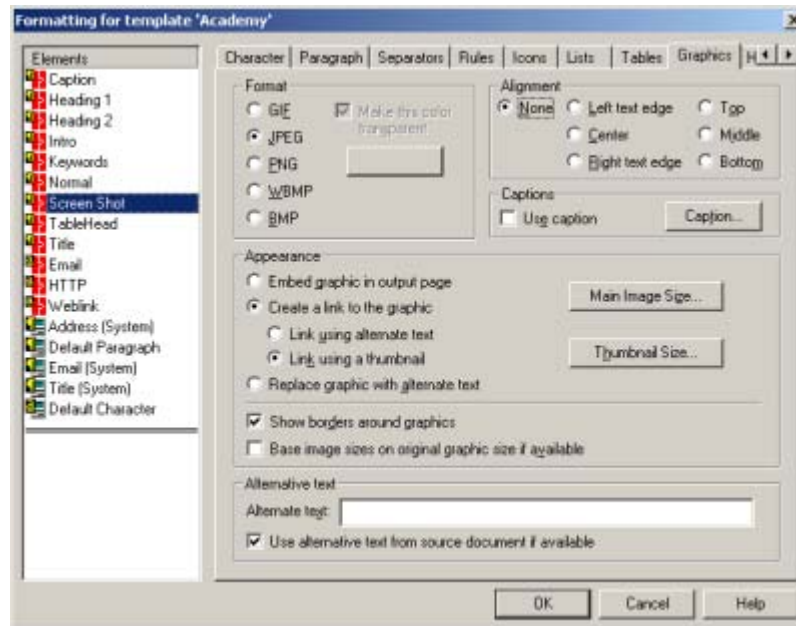 Formatting for template 'Academy'
Elements
Caption
Heading 1
Heading 2
Intro
Keywords
Normal
Screen Shot
TableHead
Title
Email
HTTP
Weblink
Address (System)
Default Paragraph
Email (System)
Title (System)
Default Character
Character Paragraph Separators Rules Icons Lists Tables Graphics H
Format
GIF
JPEG
PNG
WBMP
BMP
Make this color transparent
Alignment
None Left text edge Top
Center Middle
Right text edge Bottom
Captions
Use caption Caption...
Appearance
Embed graphic in output page
Create a link to the graphic
Link using alternate text
Link using a thumbnail
Replace graphic with alternate text
Main Image Size...
Thumbnail Size...
Show borders around graphics
Base image sizes on original graphic size if available
Alternative text
Alternate text:
Use alternative text from source document if available
OK Cancel Help